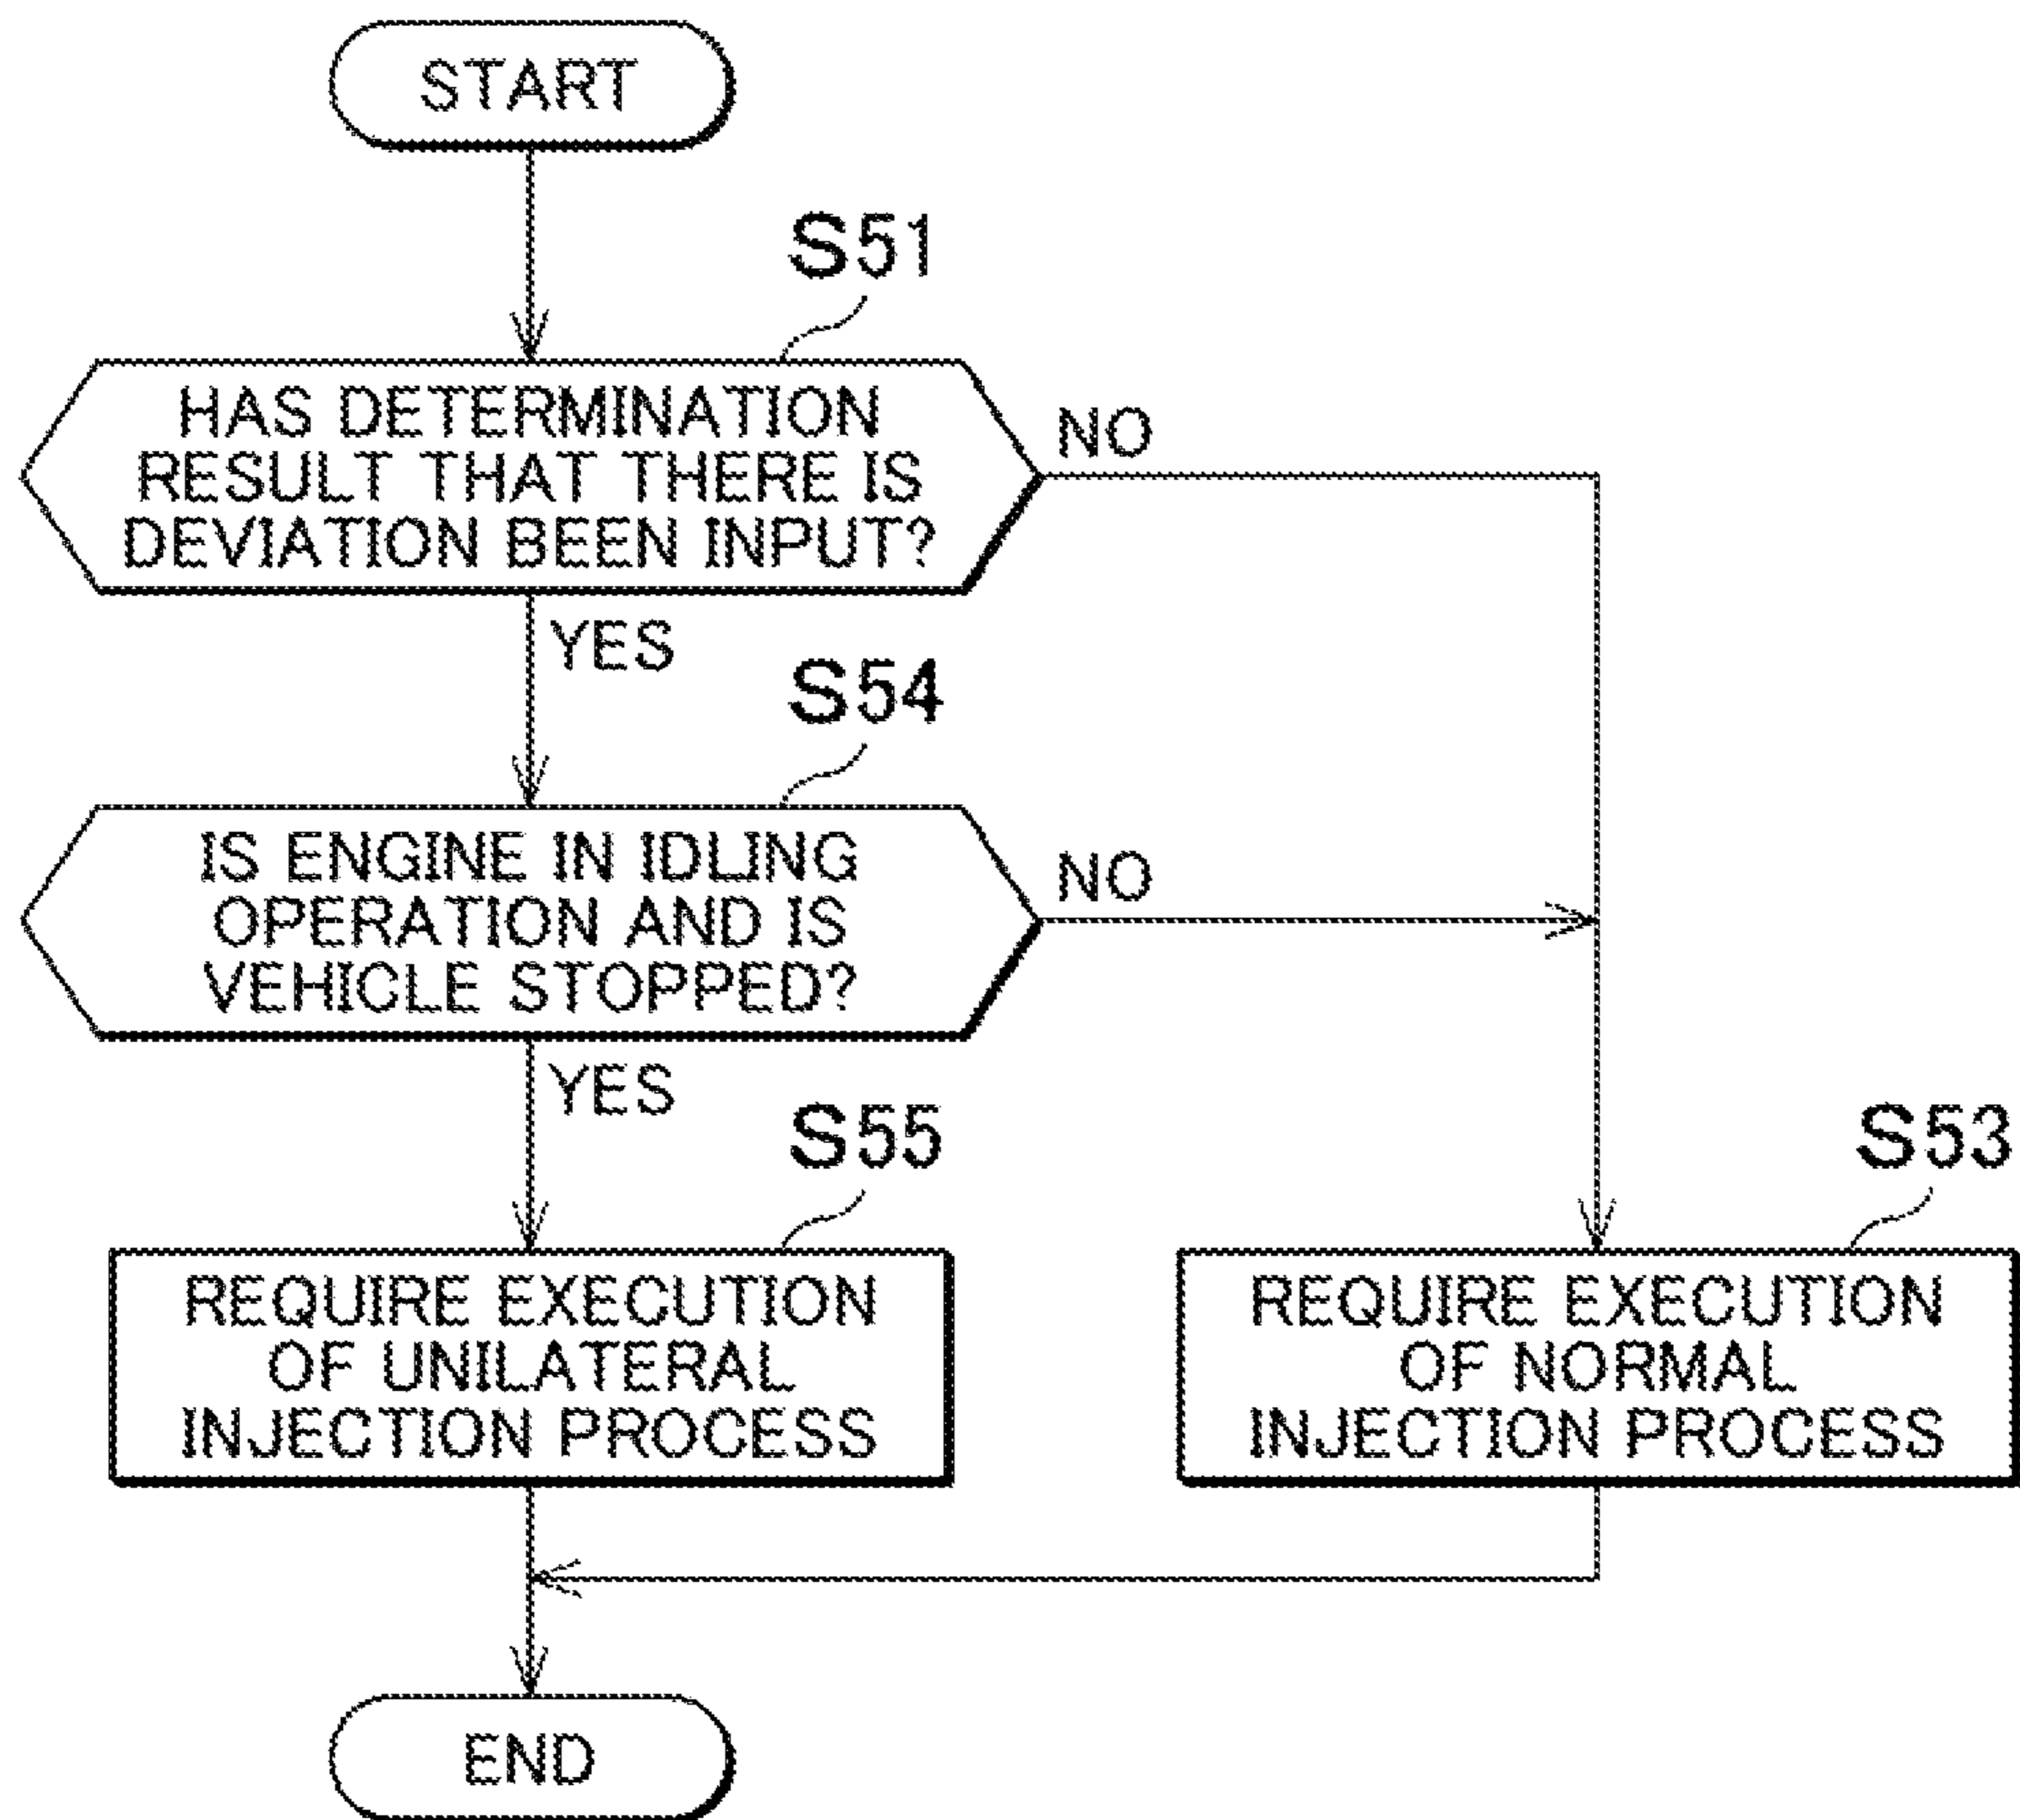 START
S51
HAS DETERMINATION
RESULT THAT THERE IS
DEVIATION BEEN INPUT?
NO
YES
S54
IS ENGINE IN IDLING
OPERATION AND IS
VEHICLE STOPPED?
NO
YES
S55
REQUIRE EXECUTION
OF UNILATERAL
INJECTION PROCESS
S53
REQUIRE EXECUTION
OF NORMAL
INJECTION PROCESS
END